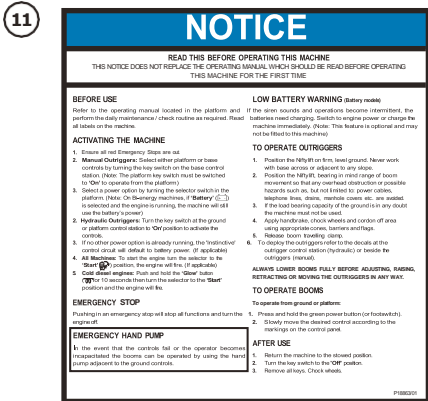 11
NOTICE
READ THIS BEFORE OPERATING THIS MACHINE
THIS NOTICE DOES NOT REPLACE THE OPERATING MANUAL WHICH SHOULD BE READ BEFORE OPERATING
THIS MACHINE FOR THE FIRST TIME
BEFORE USE
Refer to the operating manual located in the platform and
perform the daily maintenance / check routine as required. Read
all labels on the machine.
ACTIVATING THE MACHINE
1. Ensure all red Emergency Stops are out
2. Manual Outriggers: Select either platform or base
controls by turning the key switch on the base control
station. (Note: The platform key switch must be switched
to 'On' to operate from the platform)
3. Select a power option by turning the selector switch in the
platform. (Note: On Bi-energy machines, if 'Battery'
is selected and the engine is running, the machine will still
use the battery's power)
2. Hydraulic Outriggers: Turn the key switch at the ground
or platform control station to 'On' position to activate the
controls.
3. If no other power option is already running, the 'instinctive'
control circuit will default to battery power. (if applicable)
4. All Machines: To start the engine turn the selector to the
'Start' position, the engine will fire. (If applicable)
5 Cold diesel engines: Push and hold the 'Glow' button
for 10 seconds then turn the selector to the 'Start'
position and the engine will fire.
EMERGENCY STOP
Pushing in an emergency stop will stop all functions and turn the
engine off.
EMERGENCY HAND PUMP
In the event that the controls fail or the operator becomes
incapacitated the booms can be operated by using the hand
pump adjacent to the ground controls.
LOW BATTERY WARNING (Battery models)
If the siren sounds and operations become intermittent, the
batteries need charging. Switch to engine power or charge the
machine immediately. (Note: This feature is optional and may
not be fitted to this machine)
TO OPERATE OUTRIGGERS
1. Position the Niftylift on firm, level ground. Never work
with base across or adjacent to any slope.
2. Position the Niftylift, bearing in mind range of boom
movement so that any overhead obstruction or possible
hazards such as, but not limited to: power cables,
telephone lines, drains, manhole covers etc. are avoided.
3. If the load bearing capacity of the ground is in any doubt
the machine must not be used.
4. Apply handbrake, chock wheels and cordon off area
using appropriate cones, barriers and flags.
5. Release boom travelling clamp.
6. To deploy the outriggers refer to the decals at the
outrigger control station (hydraulic) or beside the
outriggers (manual).
ALWAYS LOWER BOOMS FULLY BEFORE ADJUSTING, RAISING,
RETRACTING OR MOVING THE OUTRIGGERS IN ANY WAY.
TO OPERATE BOOMS
To operate from ground or platform:
1. Press and hold the green power button (or footswitch).
2. Slowly move the desired control according to the
markings on the control panel.
AFTER USE
1. Return the machine to the stowed position.
2. Turn the key switch to the "Off" position.
3. Remove all keys. Chock wheels.
P18863/01